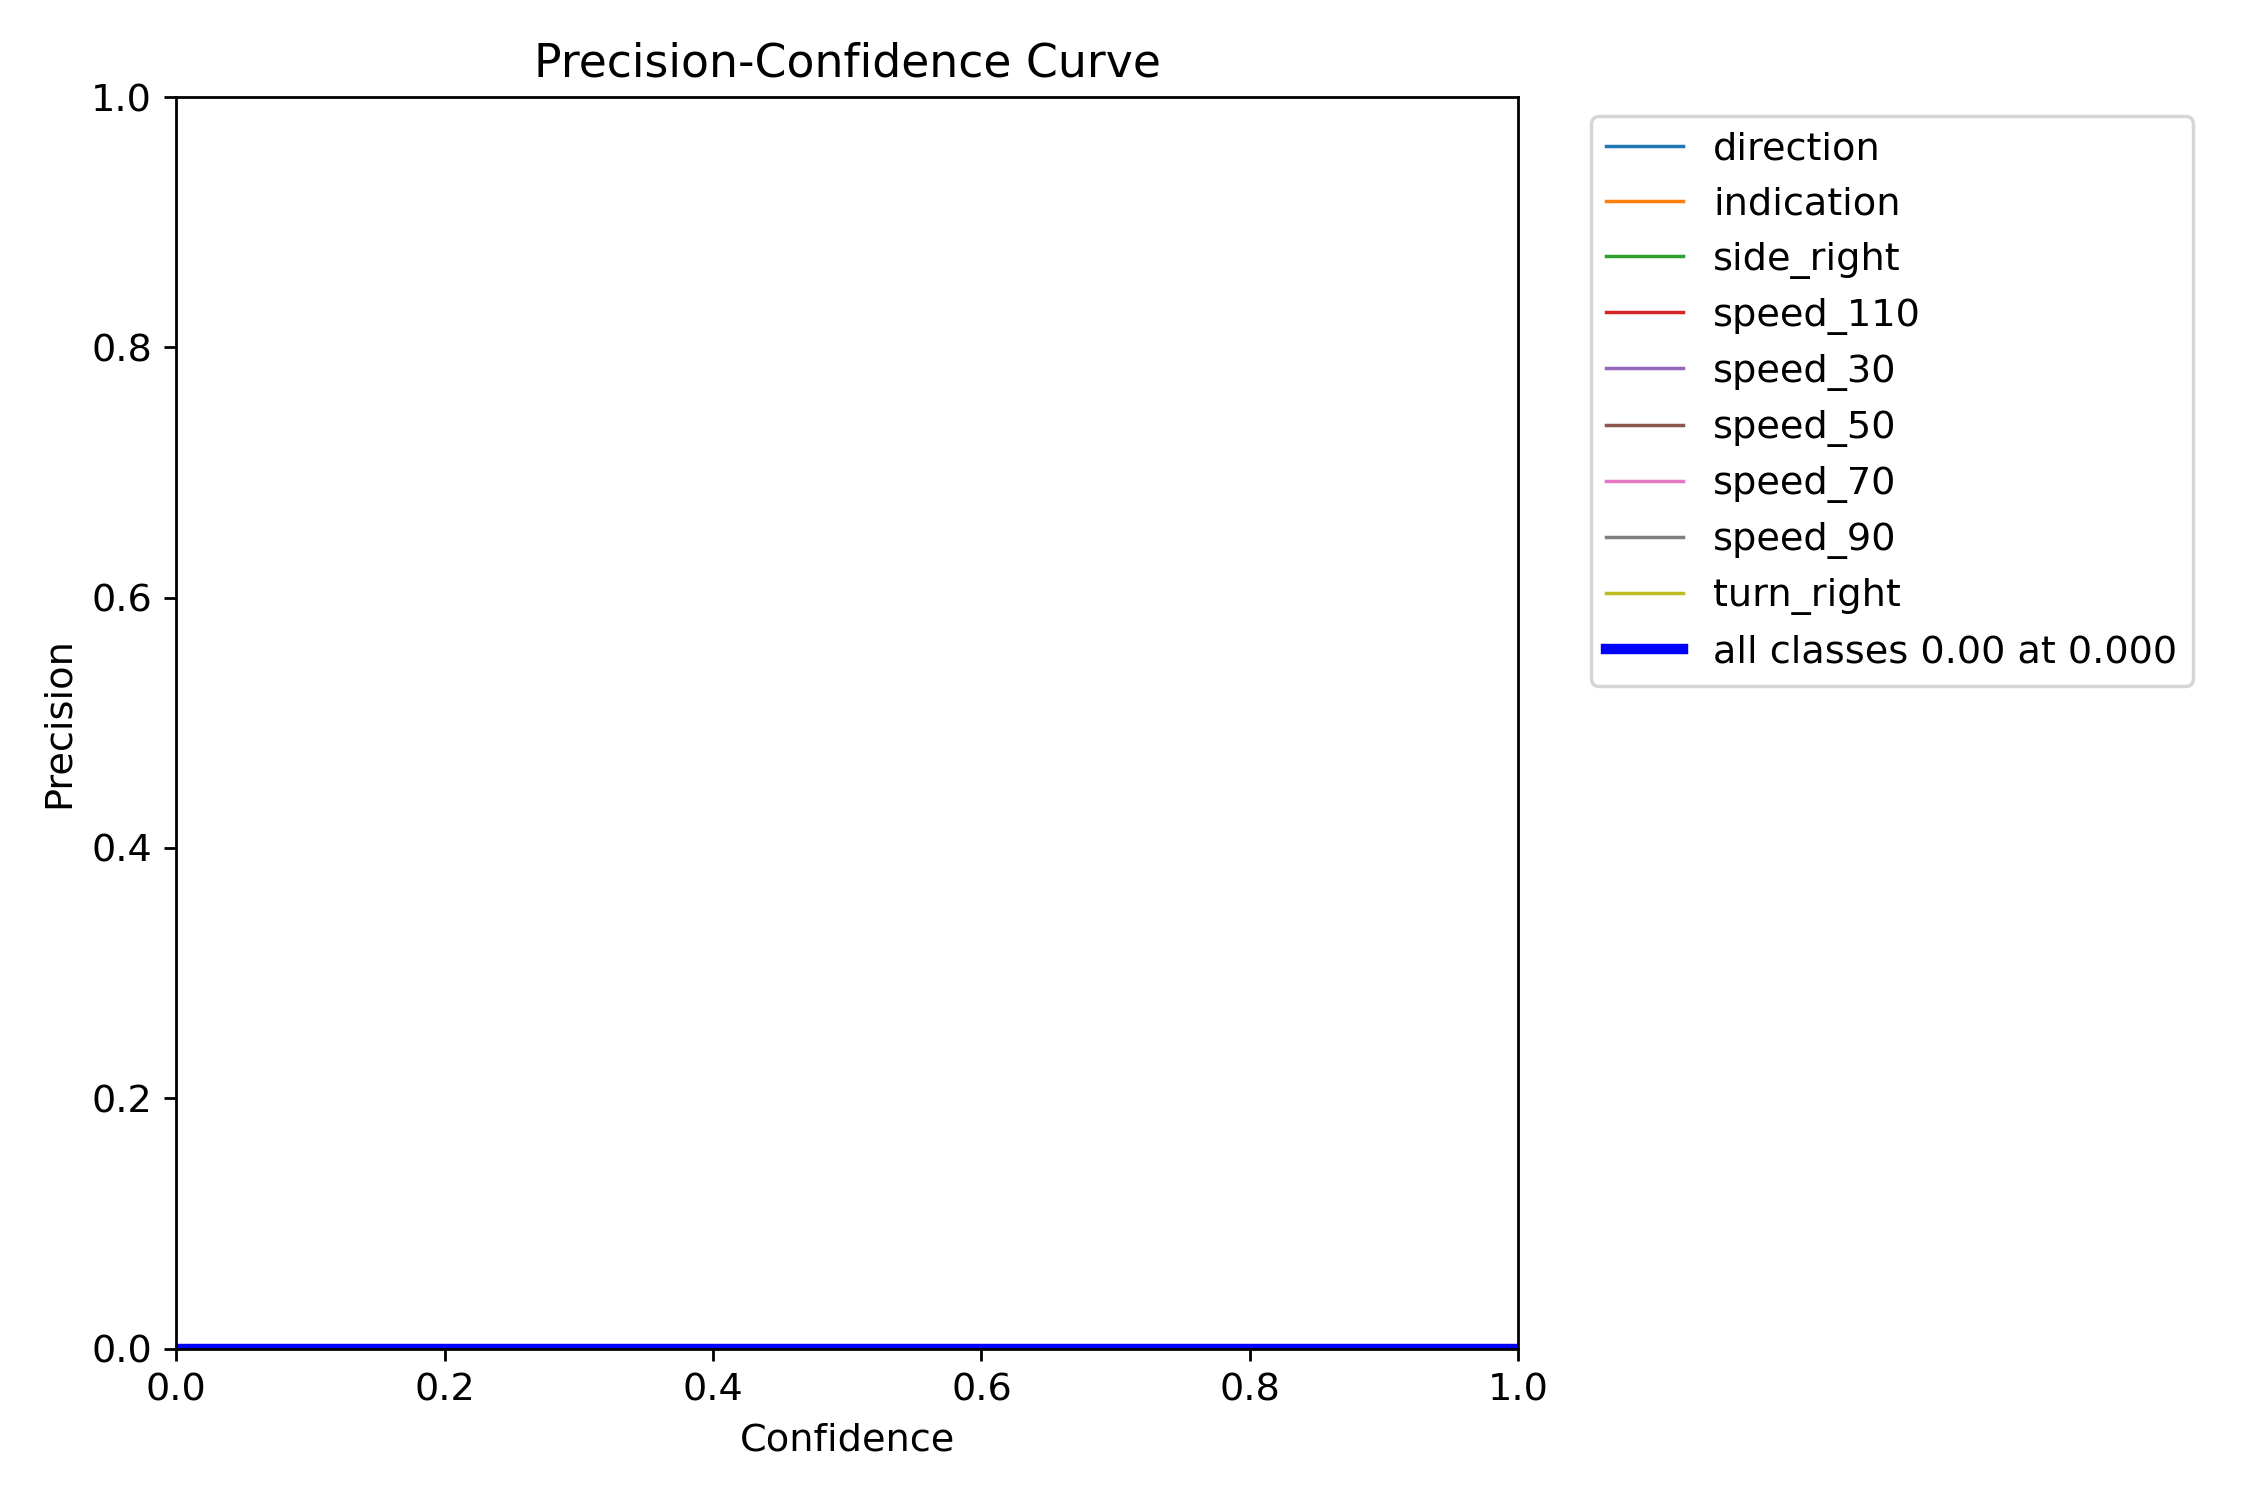 Precision-Confidence Curve
1.0
0.8
0.6
0.4
0.2
0.0
Precision
0.0 0.2 0.4 0.6 0.8 1.0
Confidence
direction
indication
side_right
speed_110
speed_30
speed_50
speed_70
speed_90
turn_right
all classes 0.00 at 0.000